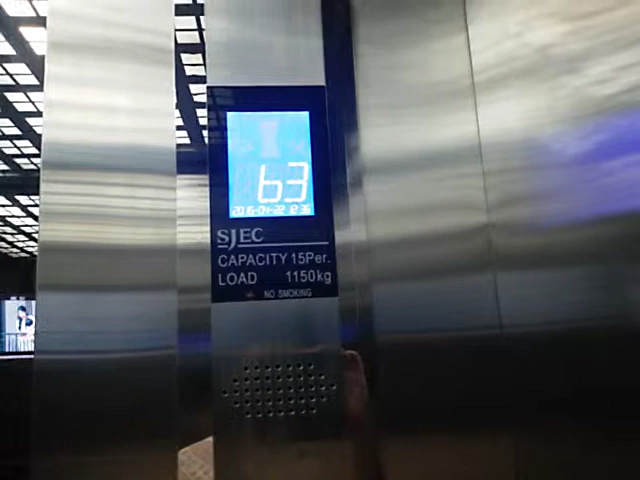 63
SJEC
CAPACITY 15Per.
LOAD 1150kg
NO SMOKING